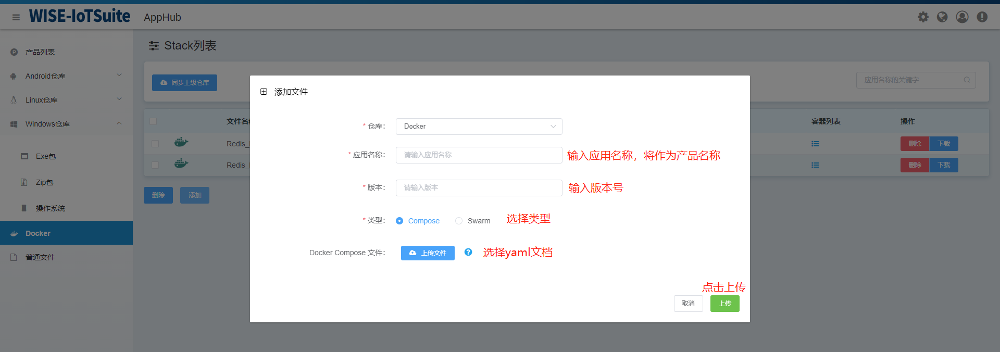 WISE-IoTSuite AppHub
产品列表
Android仓库
Linux仓库
Windows仓库
Exe包
Zip包
操作系统
Docker
普通文件
Stack列表
同步上级仓库
应用名称的关键字
文件名称 容器列表 操作
Redis_ 删除 下载
Redis_ 删除 下载
删除 添加
添加文件
* 仓库: Docker
* 应用名称: 请输入应用名称 输入应用名称，将作为产品名称
* 版本: 请输入版本 输入版本号
* 类型: Compose Swarm 选择类型
Docker Compose 文件: 上传文件 选择yaml文档
点击上传
取消 上传